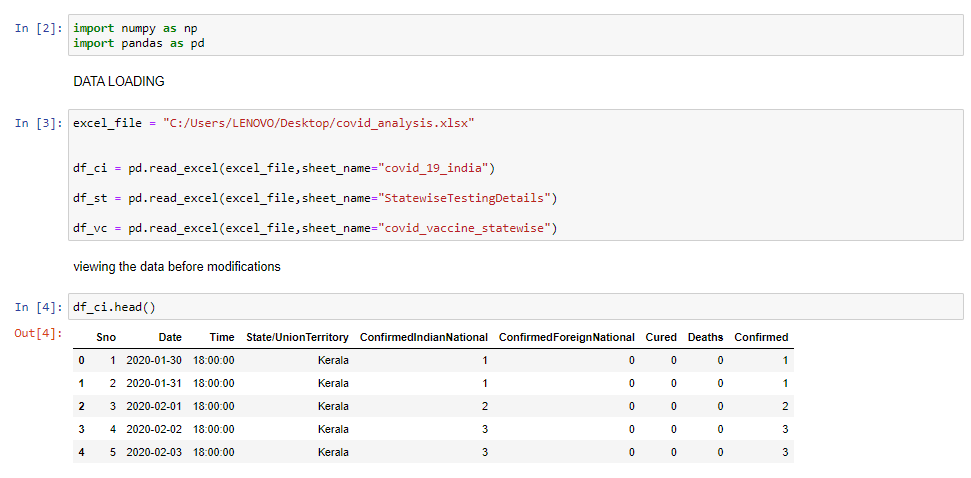 In [2]: import numpy as np
import pandas as pd
DATA LOADING
In [3]: excel_file = "C:/Users/LENOVO/Desktop/covid_analysis.xlsx"
df_ci = pd.read_excel(excel_file,sheet_name="covid_19_india")
df_st = pd.read_excel(excel_file,sheet_name="StatewiseTestingDetails")
df_vc = pd.read_excel(excel_file,sheet_name="covid_vaccine_statewise")
viewing the data before modifications
In [4]: df_ci.head()
Out[4]:
Sno Date Time State/UnionTerritory ConfirmedIndianNational ConfirmedForeignNational Cured Deaths Confirmed
0 1 2020-01-30 18:00:00 Kerala 1 0 0 0 1
1 2 2020-01-31 18:00:00 Kerala 1 0 0 0 1
2 3 2020-02-01 18:00:00 Kerala 2 0 0 0 2
3 4 2020-02-02 18:00:00 Kerala 3 0 0 0 3
4 5 2020-02-03 18:00:00 Kerala 3 0 0 0 3